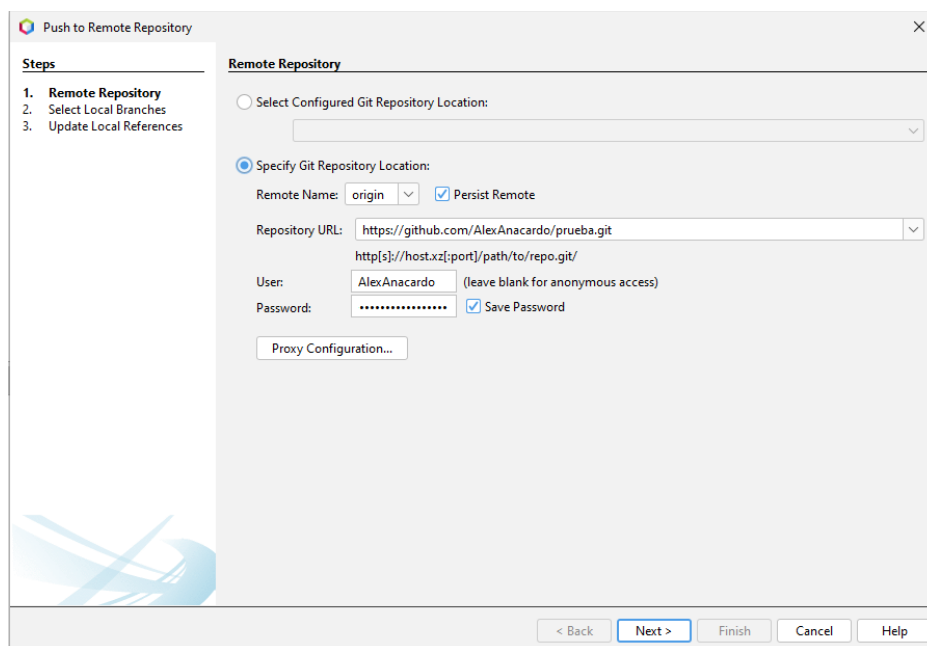 Push to Remote Repository
Steps
1. Remote Repository
2. Select Local Branches
3. Update Local References
Remote Repository
Select Configured Git Repository Location:
Specify Git Repository Location:
Remote Name: origin Persist Remote
Repository URL: https://github.com/AlexAnacardo/prueba.git
http[s]://host.xz[:port]/path/to/repo.git/
User: AlexAnacardo (leave blank for anonymous access)
Password: ••••••••••••••••• Save Password
Proxy Configuration...
< Back Next > Finish Cancel Help